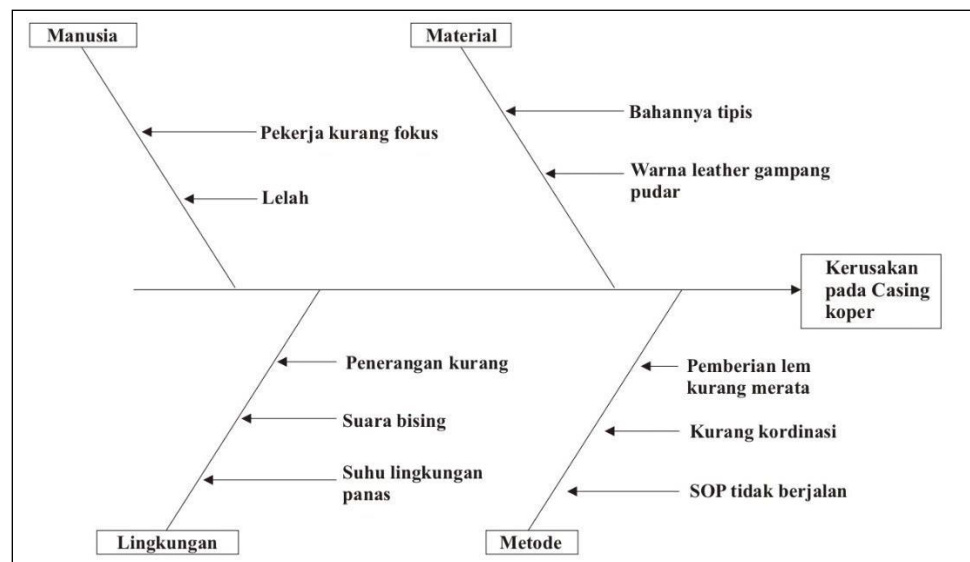 Manusia
Material
Pekerja kurang fokus
Lelah
Bahannya tipis
Warna leather gampang
pudar
Kerusakan
pada Casing
koper
Penerangan kurang
Suara bising
Suhu lingkungan
panas
Pemberian lem
kurang merata
Kurang kordinasi
SOP tidak berjalan
Lingkungan
Metode